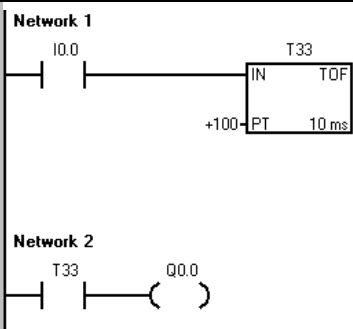 Network 1
I0.0 T33
IN TOF
+100 PT 10 ms
Network 2
T33 Q0.0